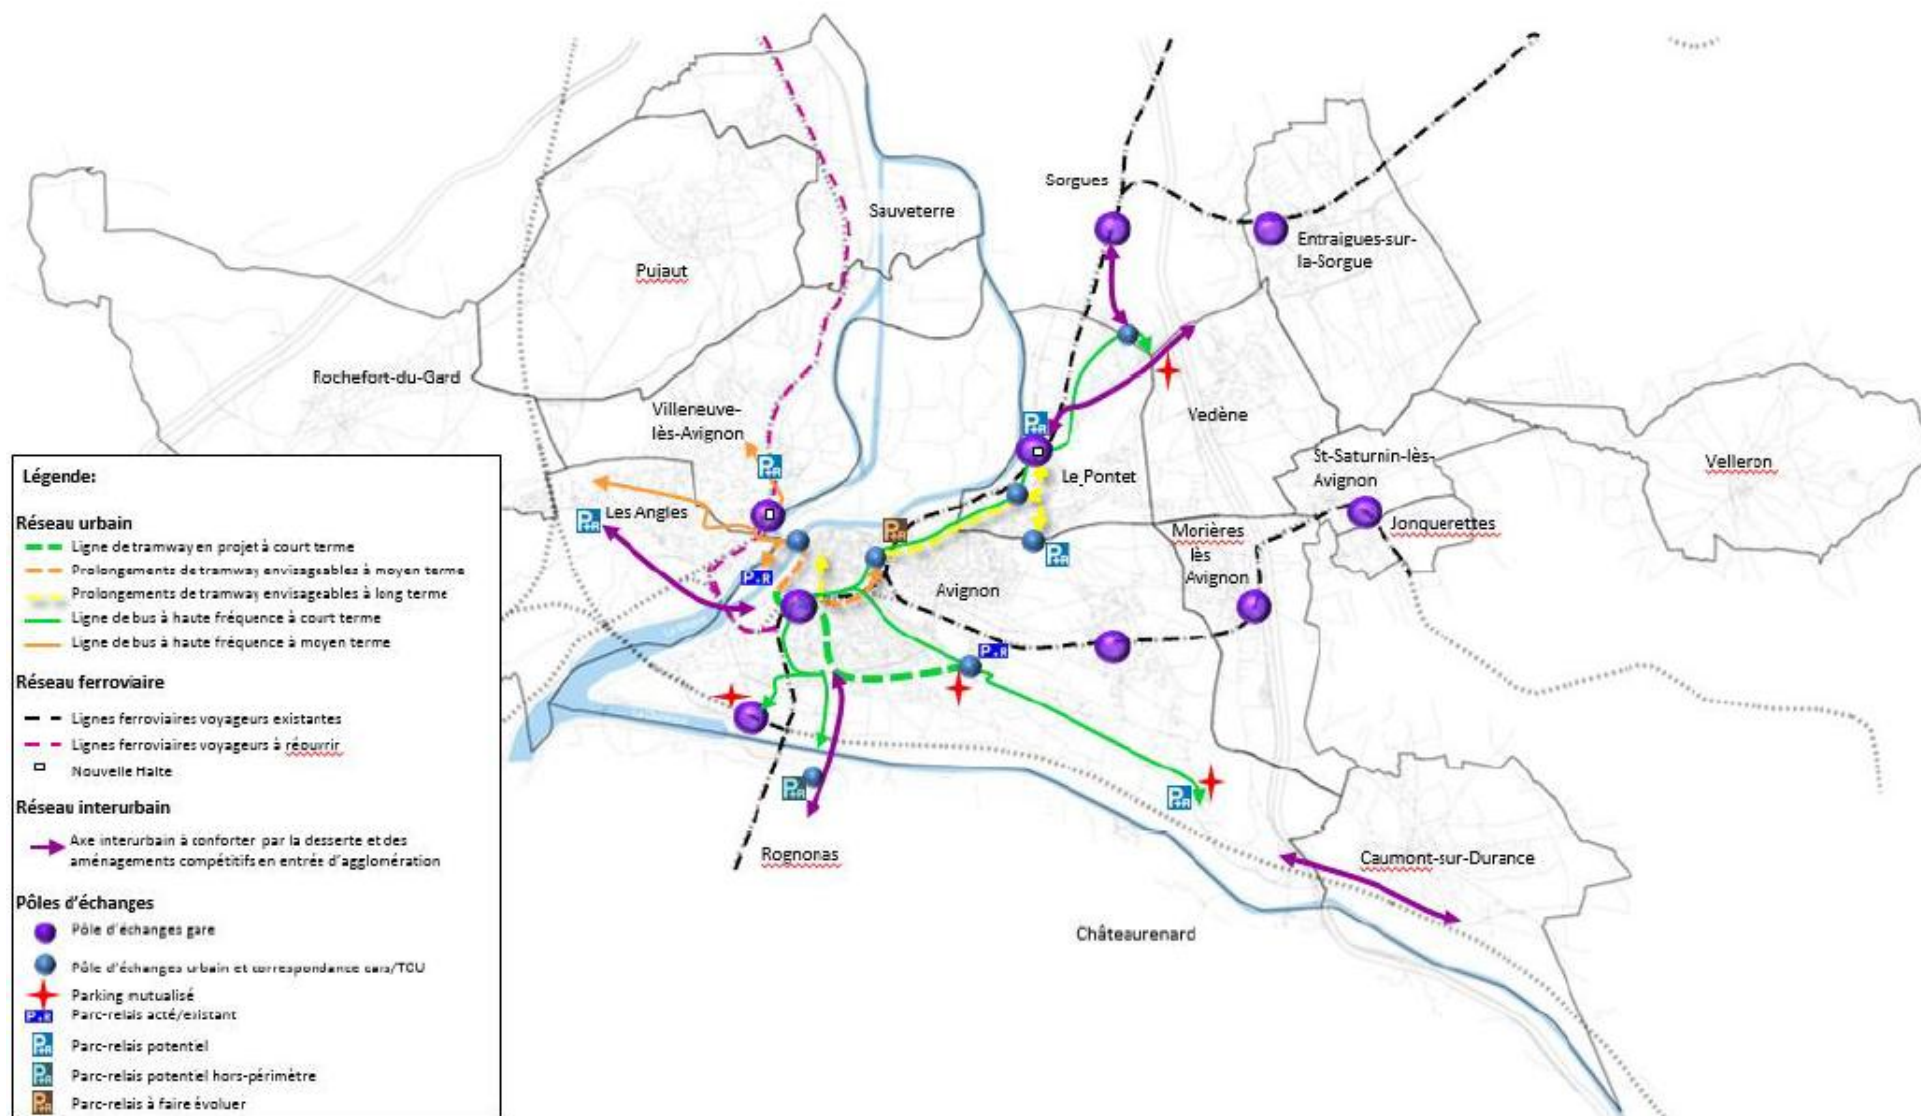 Sorgues
Sauveterre
Entraigues-sur-
la-Sorgue
Pujaut
Rochefort-du-Gard
Villeneuve-
lès-Avignon
Vedène
St-Saturnin-lès-
Avignon
Velleron
Le Pontet
Les Angles
Jonquerettes
Morières
lès
Avignon
Avignon
Rognonas
Caumont-sur-Durance
Châteaurenard
P+R
P+R
P+R
P+R
P+R
P+R
P+R
P+R
P+R
Légende:
Réseau urbain
Ligne de tramway en projet à court terme
Prolongements de tramway envisageables à moyen terme
Prolongements de tramway envisageables à long terme
Ligne de bus à haute fréquence à court terme
Ligne de bus à haute fréquence à moyen terme
Réseau ferroviaire
Lignes ferroviaires voyageurs existantes
Lignes ferroviaires voyageurs à réouvrir
Nouvelle Halte
Réseau interurbain
Axe interurbain à conforter par la desserte et des
aménagements compétitifs en entrée d'agglomération
Pôles d'échanges
Pôle d'échanges gare
Pôle d'échanges urbain et correspondance cars/TCU
Parking mutualisé
P+R Parc-relais acté/existant
P+R Parc-relais potentiel
P+R Parc-relais potentiel hors-périmètre
P+R Parc-relais à faire évoluer